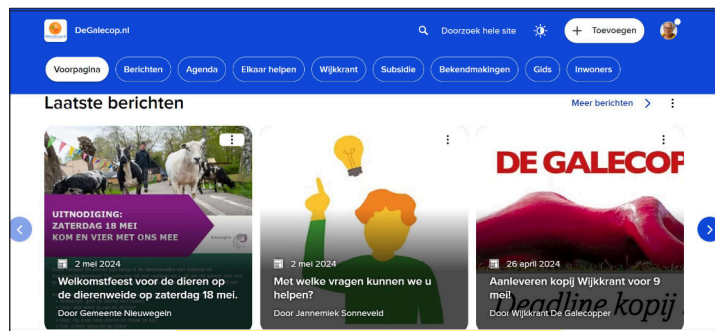 DeGalecop.nl
Doorzoek hele site
+ Toevoegen
Voorpagina
Berichten
Agenda
Elkaar helpen
Wijkkrant
Subsidie
Bekendmakingen
Gids
Inwoners
Laatste berichten
Meer berichten
UITNODIGING:
ZATERDAG 18 MEI
KOM EN VIER MET ONS MEE
2 mei 2024
Welkomstfeest voor de dieren op
de dierenweide op zaterdag 18 mei.
Door Gemeente Nieuwegein
2 mei 2024
Met welke vragen kunnen we u
helpen?
Door Jannemiek Sonneveld
DE GALECOP
26 april 2024
Aanleveren kopij Wijkkrant voor 9
mei!
Deadline kopij
Door Wijkkrant De Galecopper